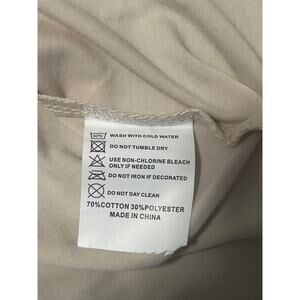 30°C WASH WITH COLD WATER
DO NOT TUMBLE DRY
USE NON-CHLORINE BLEACH
ONLY IF NEEDED
DO NOT IRON IF DECORATED
DO NOT DAY CLEAN
70%COTTON 30%POLYESTER
MADE IN CHINA